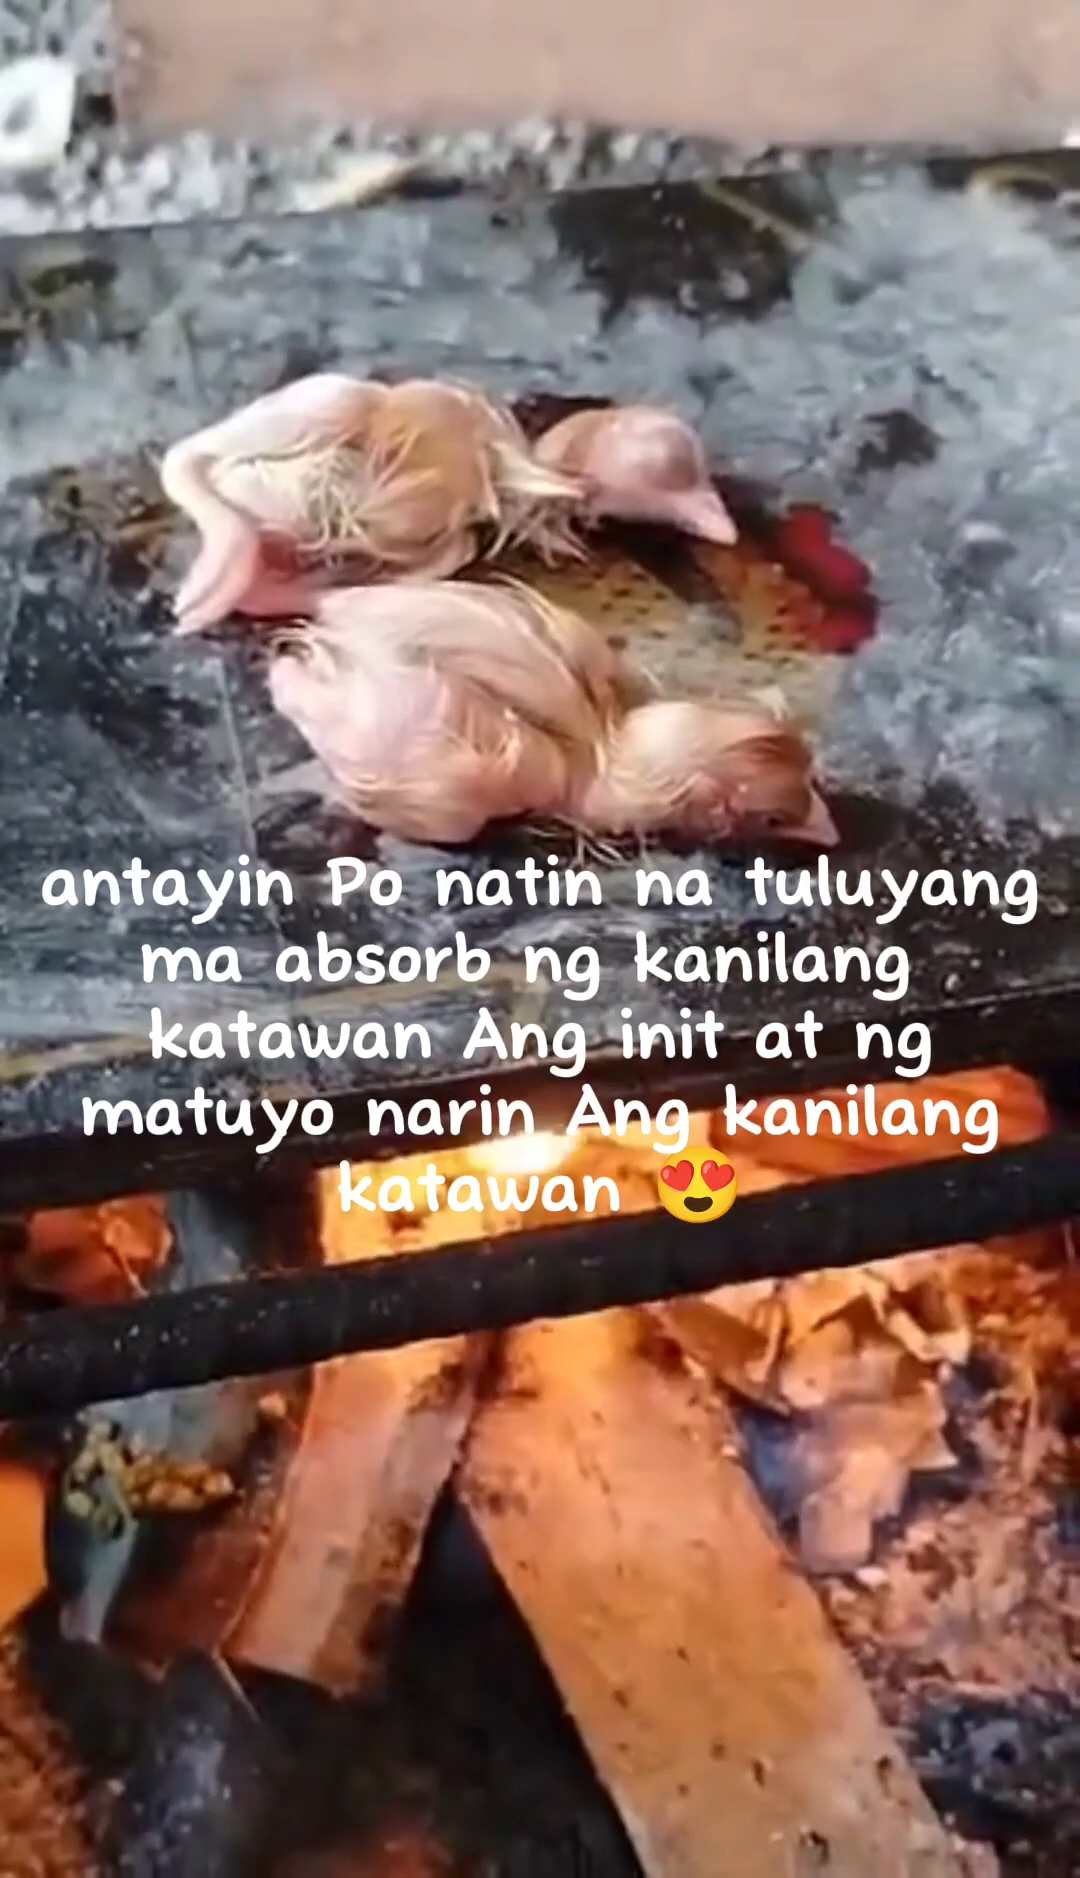 antayin Po natin na tuluyang
ma absorb ng kanilang
katawan Ang init at ng
matuyo narin Ang kanilang
katawan 😍